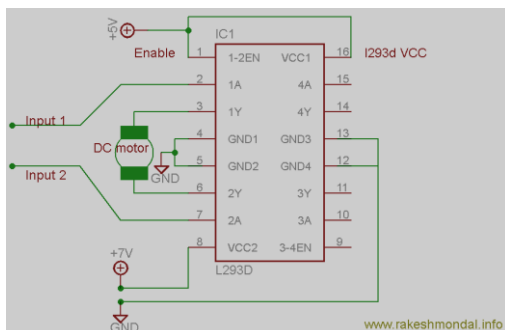 +5V
IC1
Enable
1 1-2EN VCC1 16 l293d VCC
2 1A 4A 15
3 1Y 4Y 14
Input 1
4 GND1 GND3 13
DC motor
5 GND2 GND4 12
Input 2
GND
6 2Y 3Y 11
7 2A 3A 10
+7V
8 VCC2 3-4EN 9
L293D
GND
www.rakeshmondal.info